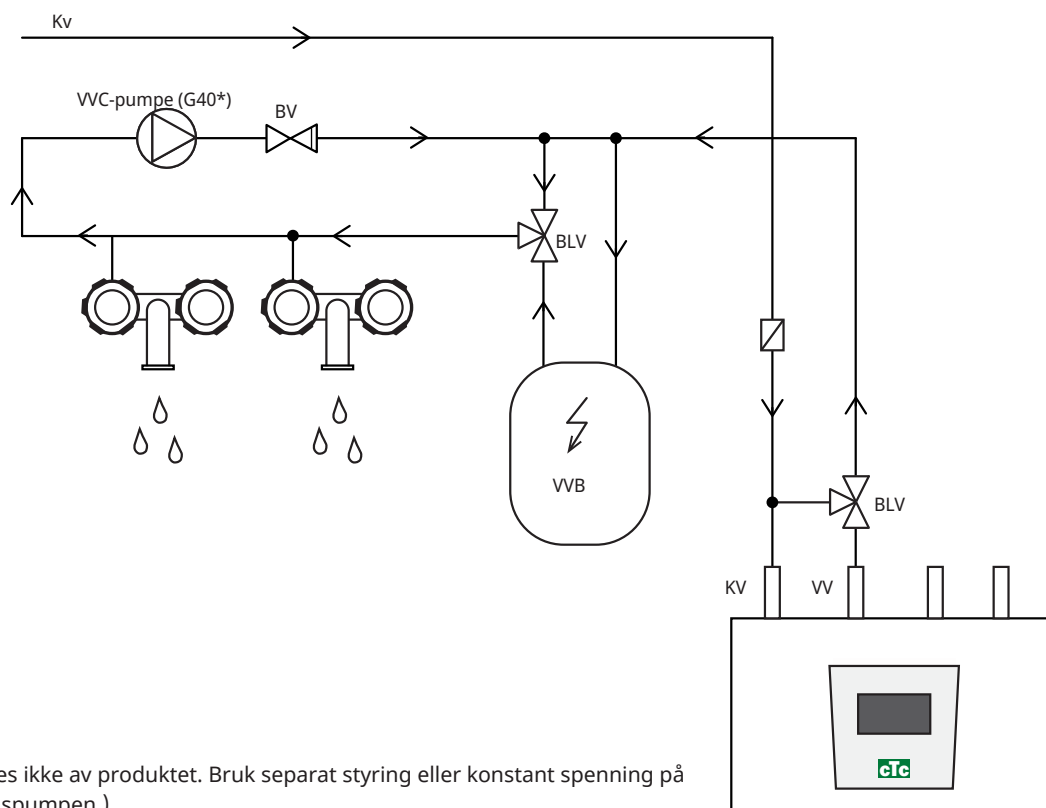 Kv
VVC-pumpe (G40*)
BV
BLV
VVB
BLV
KV
VV
es ikke av produktet. Bruk separat styring eller konstant spenning på
spumpen.)
cTc